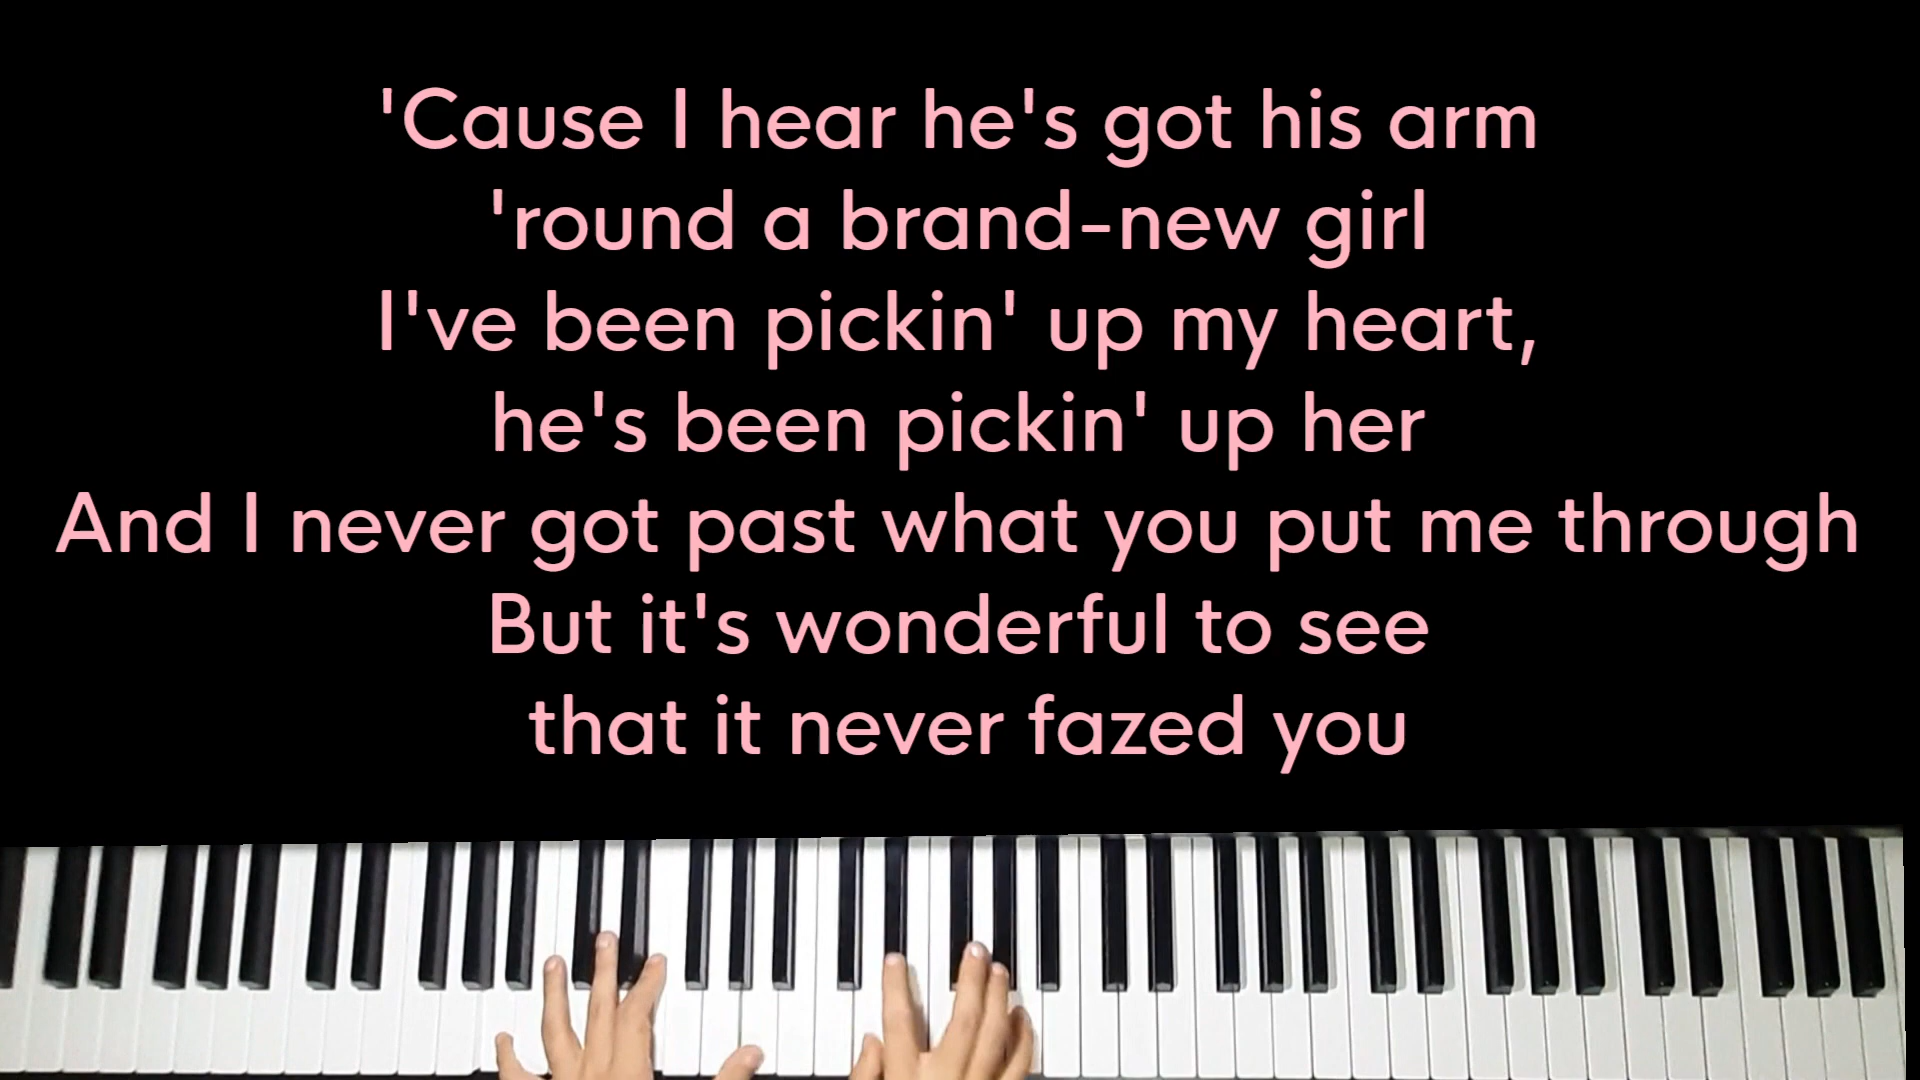 'Cause I hear he's got his arm
'round a brand-new girl
I've been pickin' up my heart,
he's been pickin' up her
And I never got past what you put me through
But it's wonderful to see
that it never fazed you